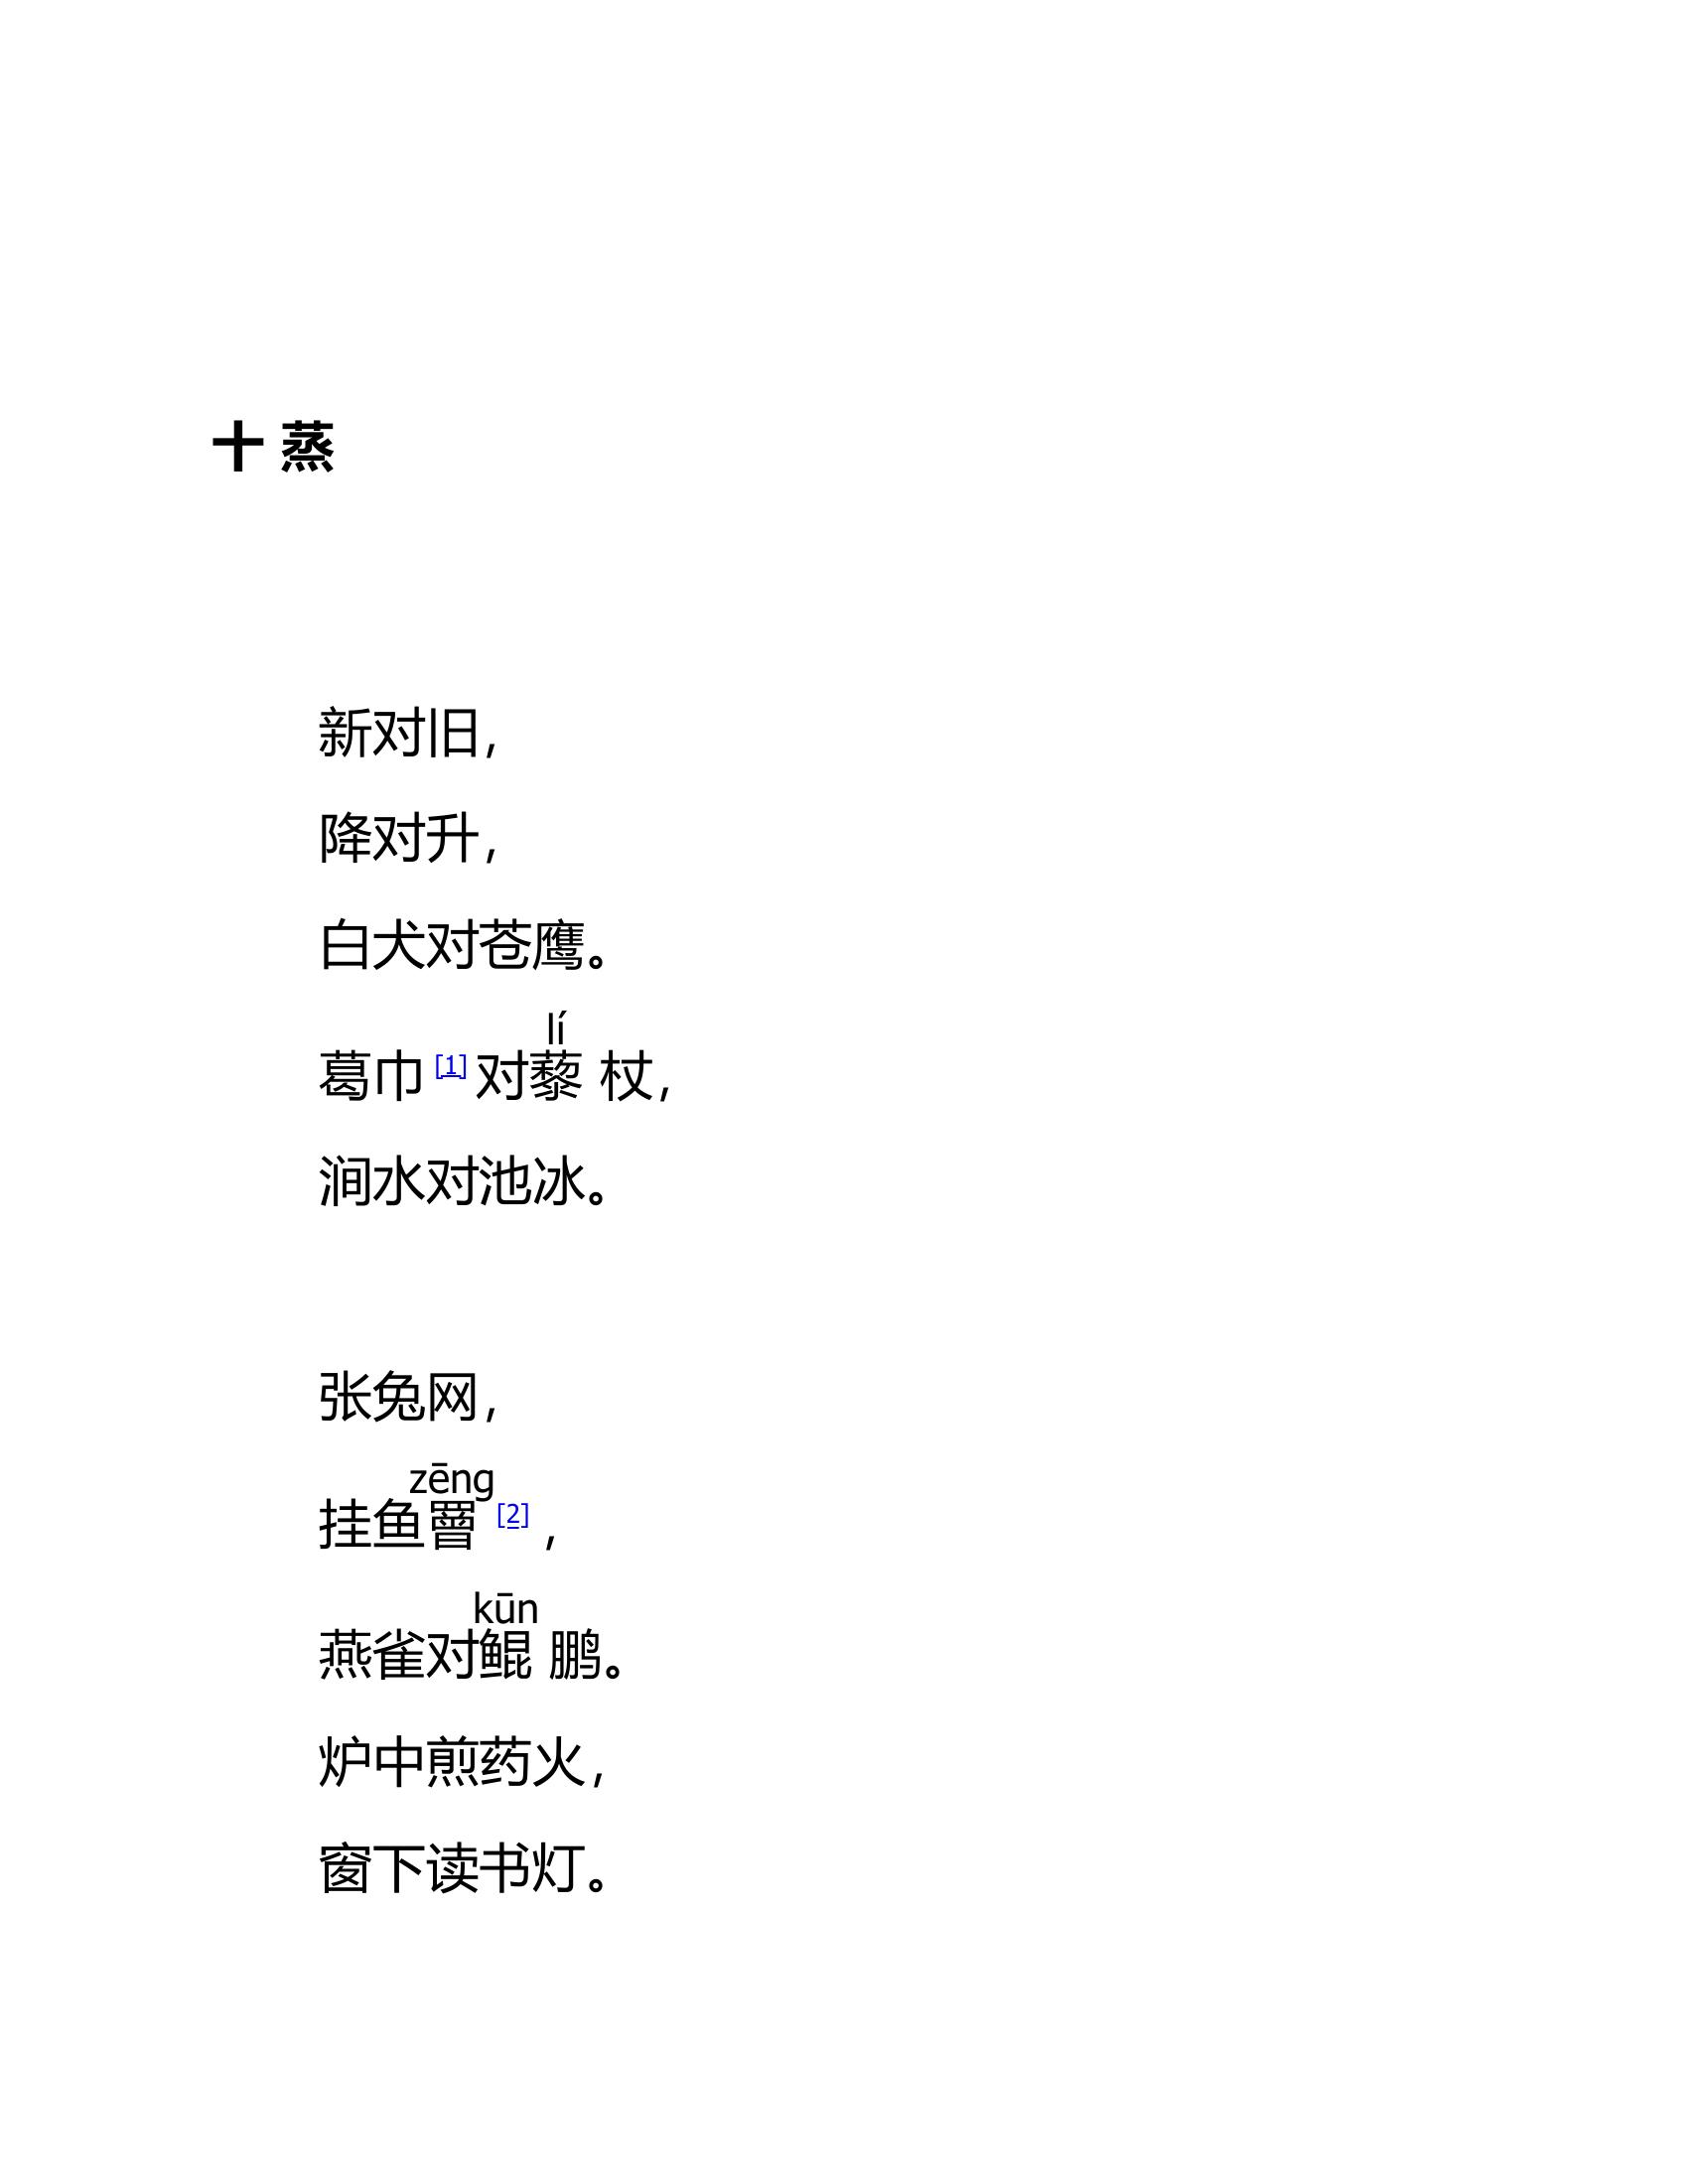 十 蒸
新对旧，
降对升，
白犬对苍鹰。
lí
葛巾[1]对藜 杖，
涧水对池冰。
张兔网，
zēng
挂鱼罾[2]，
kūn
燕雀对鲲 鹏。
炉中煎药火，
窗下读书灯。